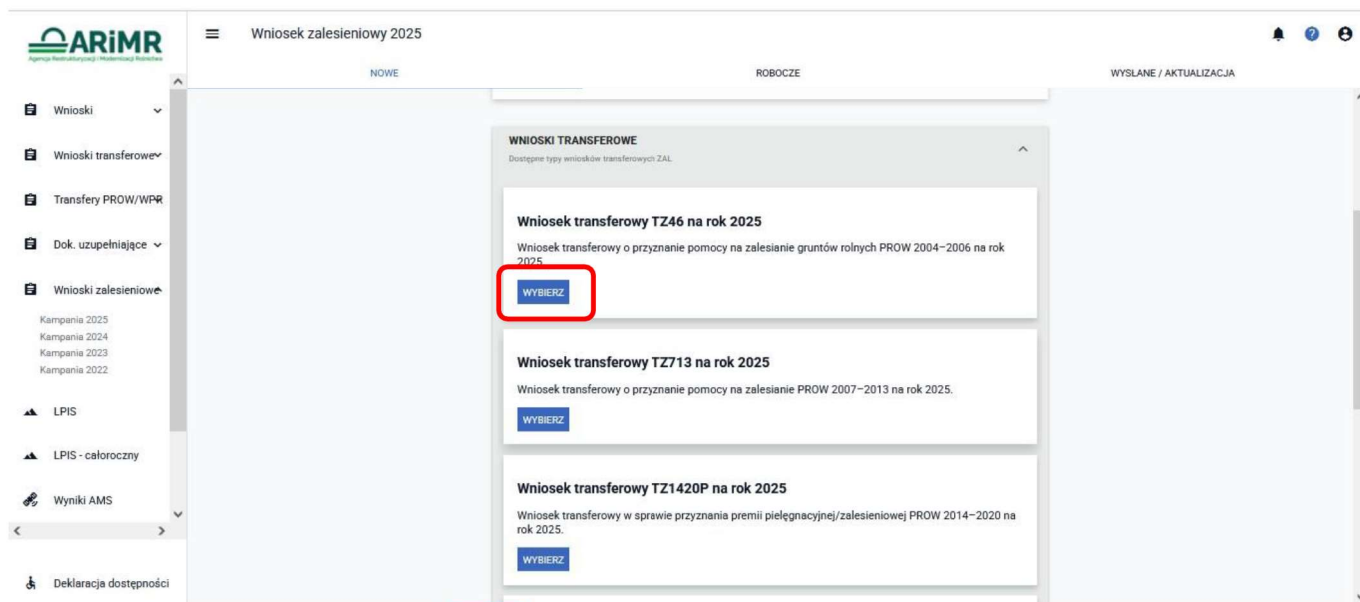 ARiMR
Agencja Restrukturyzacji i Modernizacji Rolnictwa
Wniosek zalesieniowy 2025
NOWE
ROBOCZE
WYSŁANE / AKTUALIZACJA
Wnioski
Wnioski transferowe
Transfery PROW/WPR
Dok. uzupełniające
Wnioski zalesieniowe
Kampania 2025
Kampania 2024
Kampania 2023
Kampania 2022
LPIS
LPIS - całoroczny
Wyniki AMS
Deklaracja dostępności
WNIOSKI TRANSFEROWE
Dostępne typy wniosków transferowych ZAL
Wniosek transferowy TZ46 na rok 2025
Wniosek transferowy o przyznanie pomocy na zalesianie gruntów rolnych PROW 2004–2006 na rok
2025.
WYBIERZ
Wniosek transferowy TZ713 na rok 2025
Wniosek transferowy o przyznanie pomocy na zalesianie PROW 2007–2013 na rok 2025.
WYBIERZ
Wniosek transferowy TZ1420P na rok 2025
Wniosek transferowy w sprawie przyznania premii pielęgnacyjnej/zalesieniowej PROW 2014–2020 na
rok 2025.
WYBIERZ